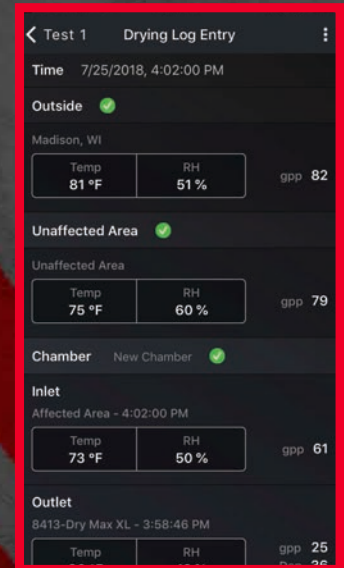 Test 1 Drying Log Entry
Time 7/25/2018, 4:02:00 PM
Outside
Madison, WI
Temp RH
81 °F 51 % gpp 82
Unaffected Area
Unaffected Area
Temp RH
75 °F 60 % gpp 79
Chamber New Chamber
Inlet
Affected Area - 4:02:00 PM
Temp RH
73 °F 50 % gpp 61
Outlet
8413-Dry Max XL - 3:58:46 PM
Temp RH gpp 25